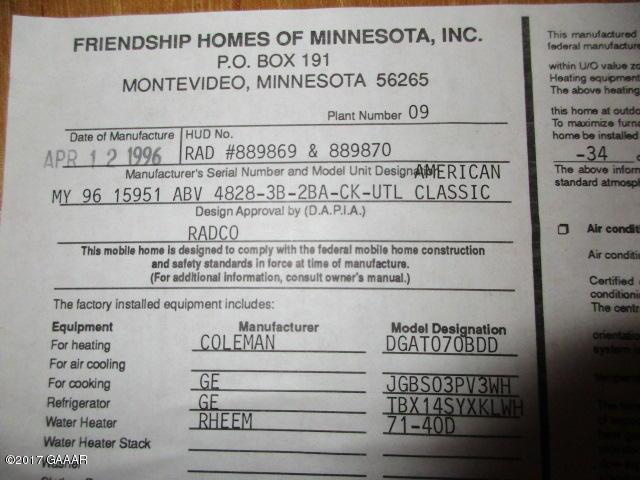 FRIENDSHIP HOMES OF MINNESOTA, INC.
P.O. BOX 191
MONTEVIDEO, MINNESOTA 56265
Plant Number 09
Date of Manufacture
HUD No.
APR 12 1996
RAD #889869 & 889870
Manufacturer's Serial Number and Model Unit Designator
AMERICAN
MY 96 15951 ABV 4828-3B-2BA-CK-UTL CLASSIC
Design Approval by (D.A.P.I.A.)
RADCO
This mobile home is designed to comply with the federal mobile home construction
and safety standards in force at time of manufacture.
(For additional information, consult owner's manual.)
The factory installed equipment includes:
Equipment Manufacturer Model Designation
For heating COLEMAN DGAT070BDD
For air cooling
For cooking GE JGBS03PV3WH
Refrigerator GE TBX14SYXKLWH
Water Heater RHEEM 71-40D
Water Heater Stack
Washer
This manufactured
federal manufacture
within U/O value zo
Heating equipmen
The above heating
this home at outdo
To maximize furna
home be installed
-34
The above inform
standard atmosp
Air condit
Air conditio
Certified
conditionin
The centr
orientatio
©2017 GAAAR